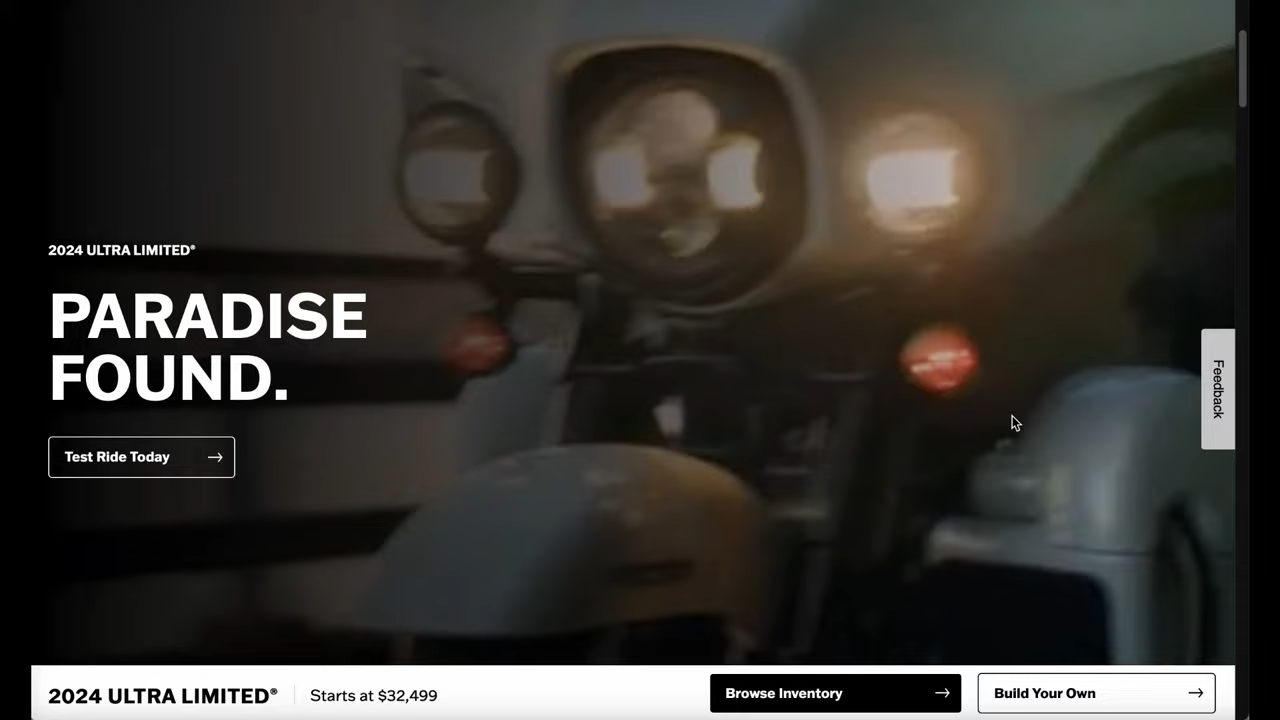 2024 ULTRA LIMITED®
PARADISE
FOUND.
Test Ride Today
Feedback
2024 ULTRA LIMITED®
Starts at $32,499
Browse Inventory
Build Your Own